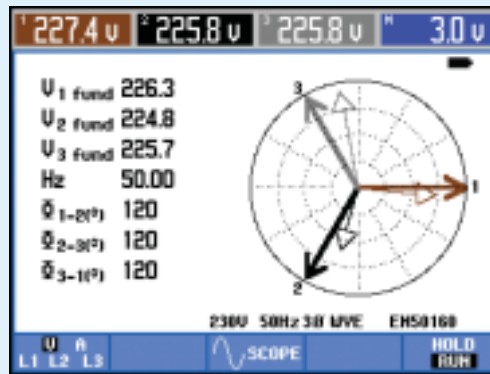 1 227.4 V 2 225.8 V 3 225.8 V N 3.0 V
V1 fund 226.3
V2 fund 224.8
V3 fund 225.7
Hz 50.00
Φ1-2(°) 120
Φ2-3(°) 120
Φ3-1(°) 120
3
1
2
230V 50Hz 3Ø WYE EN50160
V A
L1 L2 L3
SCOPE
HOLD
RUN